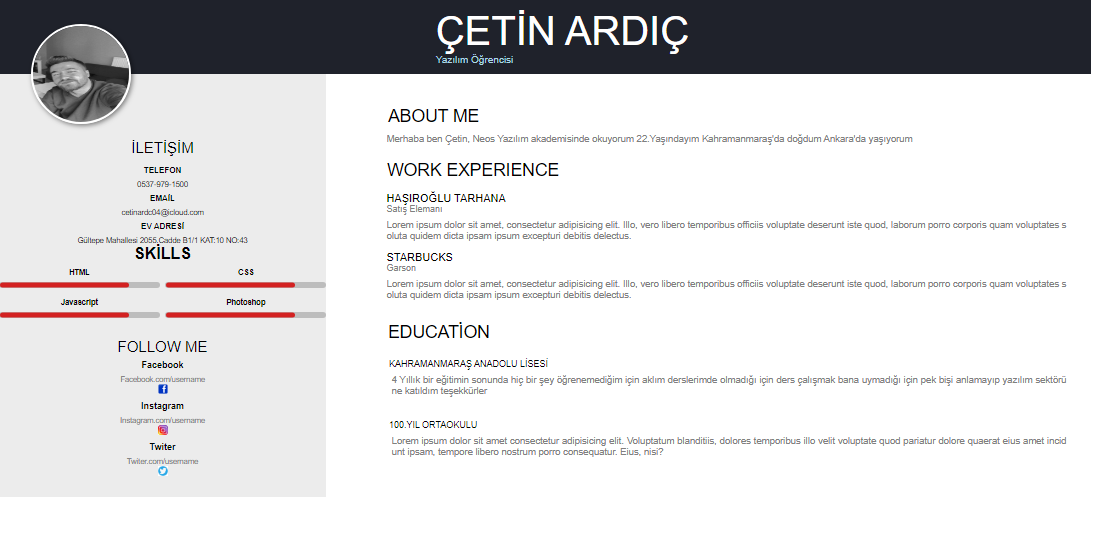 ÇETİN ARDIÇ
Yazılım Öğrencisi
İLETİŞİM
TELEFON
0537-979-1500
EMAİL
cetinardc04@icloud.com
EV ADRESİ
Gültepe Mahallesi 2055.Cadde B1/1 KAT:10 NO:43
SKİLLS
HTML CSS
Javascript Photoshop
FOLLOW ME
Facebook
Facebook.com/username
Instagram
Instagram.com/username
Twiter
Twiter.com/username
ABOUT ME
Merhaba ben Çetin, Neos Yazılım akademisinde okuyorum 22.Yaşındayım Kahramanmaraş'da doğdum Ankara'da yaşıyorum
WORK EXPERIENCE
HAŞIROĞLU TARHANA
Satış Elemanı
Lorem ipsum dolor sit amet, consectetur adipisicing elit. Illo, vero libero temporibus officiis voluptate deserunt iste quod, laborum porro corporis quam voluptates s
oluta quidem dicta ipsam ipsum excepturi debitis delectus.
STARBUCKS
Garson
Lorem ipsum dolor sit amet, consectetur adipisicing elit. Illo, vero libero temporibus officiis voluptate deserunt iste quod, laborum porro corporis quam voluptates s
oluta quidem dicta ipsam ipsum excepturi debitis delectus.
EDUCATİON
KAHRAMANMARAŞ ANADOLU LİSESİ
4 Yıllık bir eğitimin sonunda hiç bir şey öğrenemediğim için aklım derslerimde olmadığı için ders çalışmak bana uymadığı için pek bişi anlamayıp yazılım sektörü
ne katıldım teşekkürler
100.YIL ORTAOKULU
Lorem ipsum dolor sit amet consectetur adipisicing elit. Voluptatum blanditiis, dolores temporibus illo velit voluptate quod pariatur dolore quaerat eius amet incid
unt ipsam, tempore libero nostrum porro consequatur. Eius, nisi?